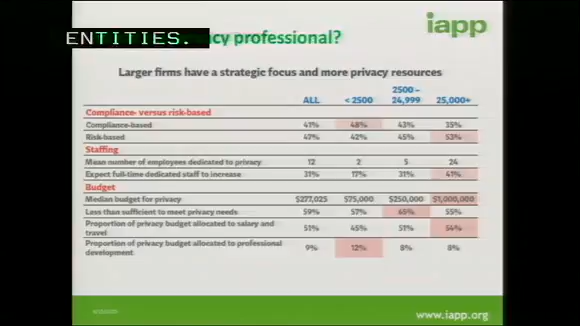 iapp
ENTITIES.
cy professional?
Larger firms have a strategic focus and more privacy resources
ALL < 2500 2500 – 24,999 25,000+
Compliance- versus risk-based
Compliance-based 41% 48% 43% 35%
Risk-based 47% 42% 45% 53%
Staffing
Mean number of employees dedicated to privacy 12 2 5 24
Expect full-time dedicated staff to increase 31% 17% 31% 41%
Budget
Median budget for privacy $277,025 $75,000 $250,000 $1,000,000
Less than sufficient to meet privacy needs 59% 57% 65% 55%
Proportion of privacy budget allocated to salary and travel 51% 45% 51% 54%
Proportion of privacy budget allocated to professional development 9% 12% 8% 8%
www.iapp.org